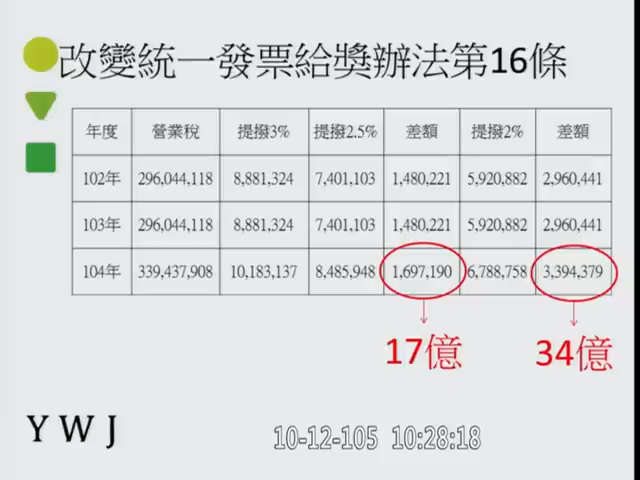 改變統一發票給獎辦法第16條
年度 營業稅 提撥3% 提撥2.5% 差額 提撥2% 差額
102年 296,044,118 8,881,324 7,401,103 1,480,221 5,920,882 2,960,441
103年 296,044,118 8,881,324 7,401,103 1,480,221 5,920,882 2,960,441
104年 339,437,908 10,183,137 8,485,948 1,697,190 6,788,758 3,394,379
17億 34億
Y W J
10-12-105 10:28:18